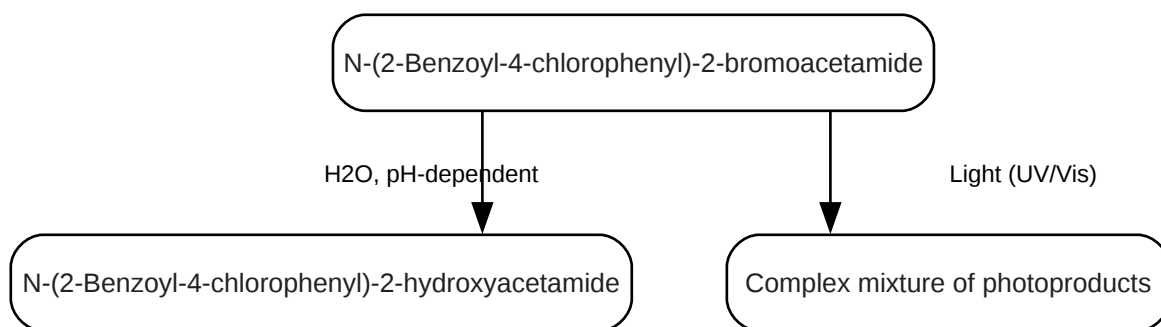 N-(2-Benzoyl-4-chlorophenyl)-2-bromoacetamide
H2O, pH-dependent
Light (UV/Vis)
N-(2-Benzoyl-4-chlorophenyl)-2-hydroxyacetamide
Complex mixture of photoproducts